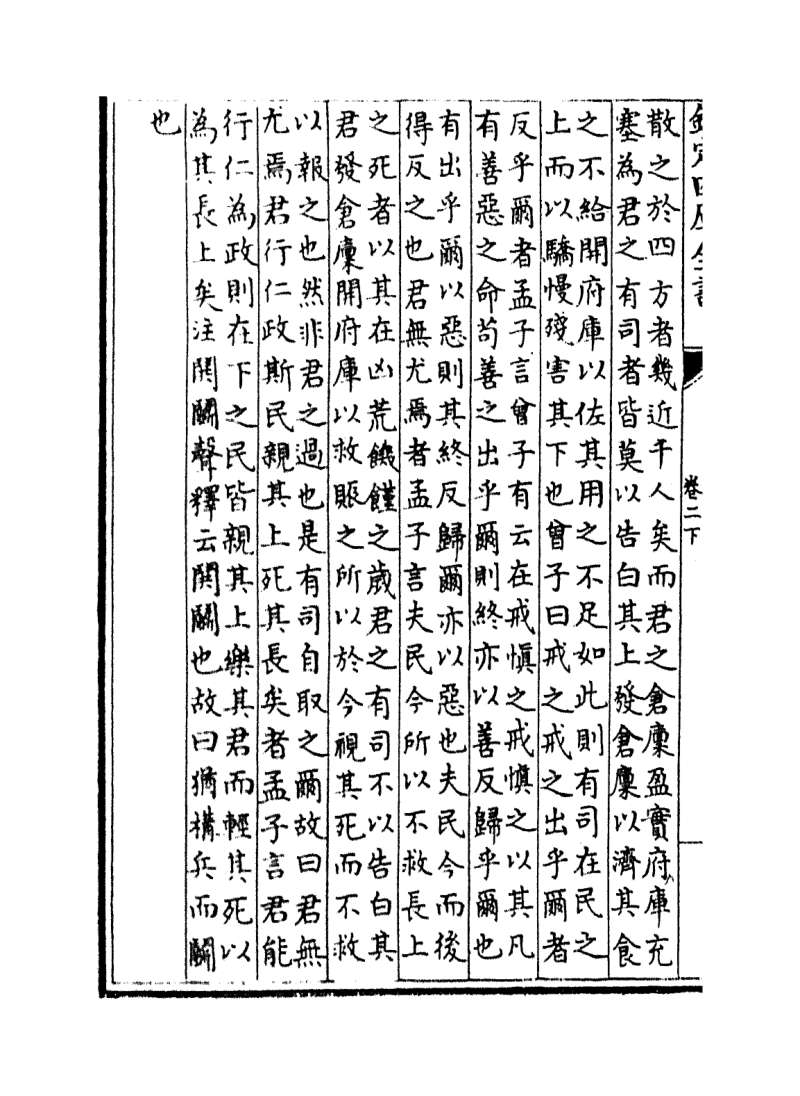 欽定四庫全書
卷二下
散之於四方者幾近千人矣而君之倉廩盈實府庫充
塞為君之有司者皆莫以告白其上發倉廩以濟其食
之不給開府庫以佐其用之不足如此則有司在民之
上而以驕慢殘害其下也曾子曰戒之戒之出乎爾者
反乎爾者孟子言曾子有云在戒慎之戒慎之以其凡
有善惡之命苟善之出乎爾則終亦以善反歸乎爾也
有出乎爾以惡則其終反歸爾亦以惡也夫民今而後
得反之也君無尤焉者孟子言夫民今所以不救長上
之死者以其在凶荒饑饉之歲君之有司不以告白其
君發倉廩開府庫以救賑之所以於今視其死而不救
以報之也然非君之過也是有司自取之爾故曰君無
尤焉君行仁政斯民親其上死其長矣者孟子言君能
行仁為政則在下之民皆親其上樂其君而輕其死以
為其長上矣注鬨鬬聲釋云鬨鬬也故曰猶構兵而鬬
也